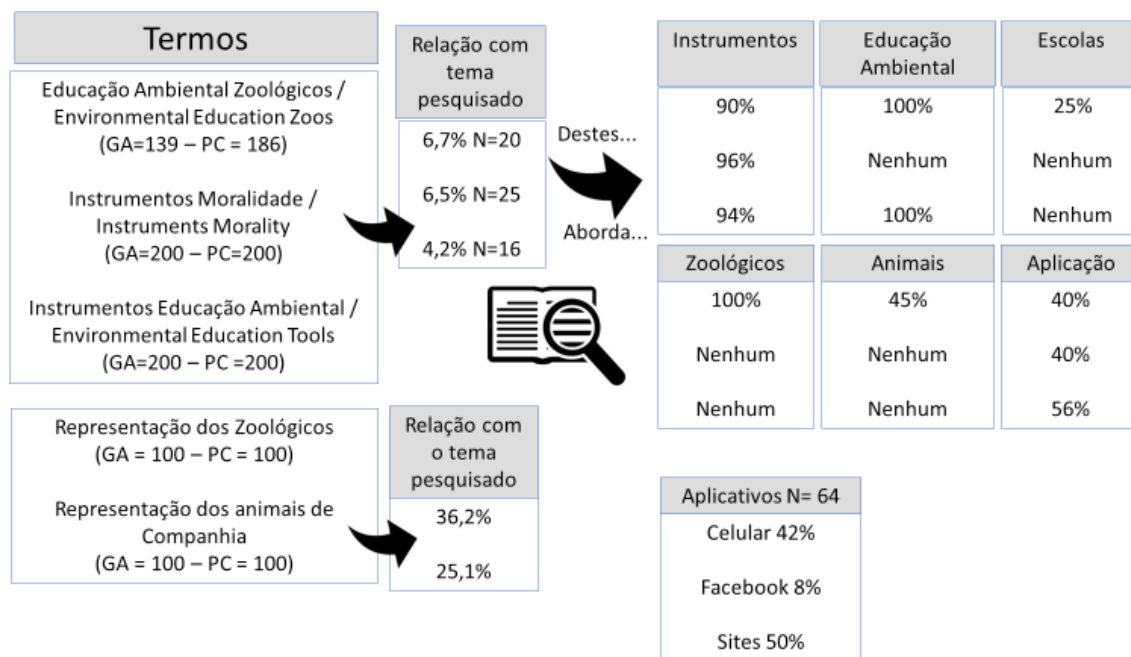 Termos
Educação Ambiental Zoológicos /
Environmental Education Zoos
(GA=139 – PC = 186)
Instrumentos Moralidade /
Instruments Morality
(GA=200 – PC=200)
Instrumentos Educação Ambiental /
Environmental Education Tools
(GA=200 – PC =200)
Relação com
tema
pesquisado
6,7% N=20
6,5% N=25
4,2% N=16
Destes...
Aborda...
Instrumentos
90%
96%
94%
Educação
Ambiental
100%
Nenhum
100%
Escolas
25%
Nenhum
Nenhum
Zoológicos
100%
Nenhum
Nenhum
Animais
45%
Nenhum
Nenhum
Aplicação
40%
40%
56%
Representação dos Zoológicos
(GA = 100 – PC = 100)
Representação dos animais de
Companhia
(GA = 100 – PC = 100)
Relação com
o tema
pesquisado
36,2%
25,1%
Aplicativos N= 64
Celular 42%
Facebook 8%
Sites 50%